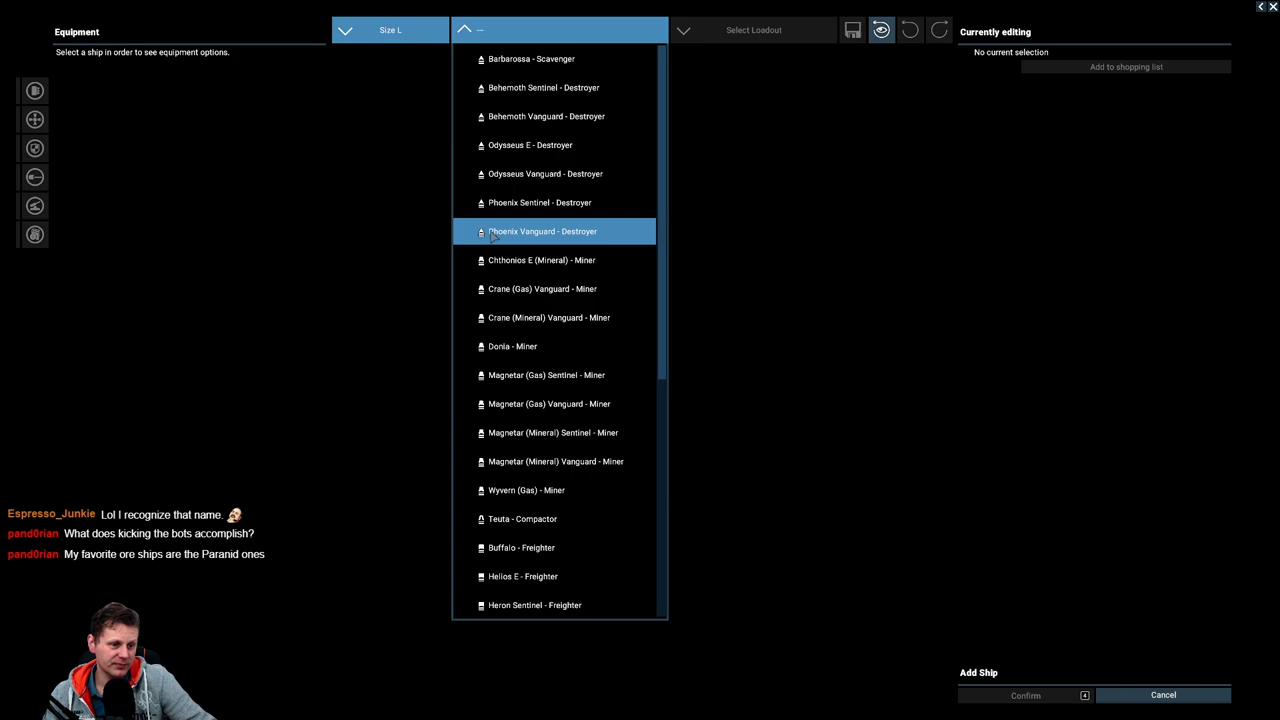 Equipment
Select a ship in order to see equipment options.
Size L
--
Select Loadout
Currently editing
No current selection
Add to shopping list
Barbarossa - Scavenger
Behemoth Sentinel - Destroyer
Behemoth Vanguard - Destroyer
Odysseus E - Destroyer
Odysseus Vanguard - Destroyer
Phoenix Sentinel - Destroyer
Phoenix Vanguard - Destroyer
Chthonios E (Mineral) - Miner
Crane (Gas) Vanguard - Miner
Crane (Mineral) Vanguard - Miner
Donia - Miner
Magnetar (Gas) Sentinel - Miner
Magnetar (Gas) Vanguard - Miner
Magnetar (Mineral) Sentinel - Miner
Magnetar (Mineral) Vanguard - Miner
Wyvern (Gas) - Miner
Teuta - Compactor
Buffalo - Freighter
Helios E - Freighter
Heron Sentinel - Freighter
Espresso_Junkie Lol I recognize that name.
pand0rian What does kicking the bots accomplish?
pand0rian My favorite ore ships are the Paranid ones
Add Ship
Confirm 4
Cancel